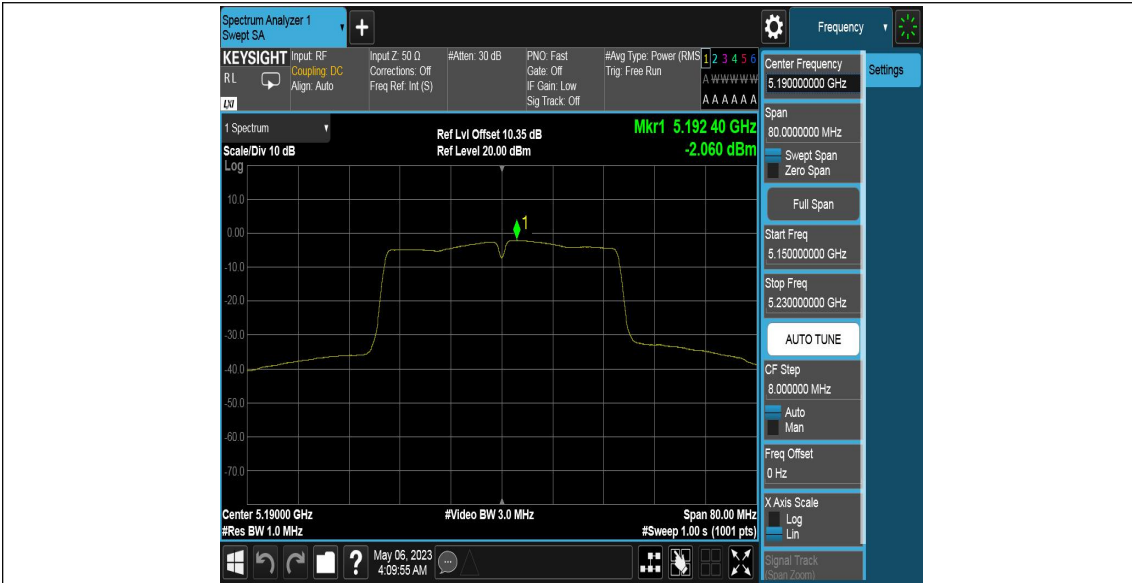 Spectrum Analyzer 1
Swept SA
+
Frequency
KEYSIGHT
R L
LXI
Input: RF
Coupling: DC
Align: Auto
Input Z: 50 Ω
Corrections: Off
Freq Ref: Int (S)
#Atten: 30 dB
PNO: Fast
Gate: Off
IF Gain: Low
Sig Track: Off
#Avg Type: Power (RMS
Trig: Free Run
1 2 3 4 5 6
A W W W W W
A A A A A A
Center Frequency
5.190000000 GHz
Settings
Span
80.0000000 MHz
Swept Span
Zero Span
Full Span
Start Freq
5.150000000 GHz
Stop Freq
5.230000000 GHz
AUTO TUNE
CF Step
8.000000 MHz
Auto
Man
Freq Offset
0 Hz
X Axis Scale
Log
Lin
Signal Track
(Span Zoom)
1 Spectrum
Scale/Div 10 dB
Ref Lvl Offset 10.35 dB
Ref Level 20.00 dBm
Mkr1 5.192 40 GHz
-2.060 dBm
Log
10.0
0.00
-10.0
-20.0
-30.0
-40.0
-50.0
-60.0
-70.0
1
Center 5.19000 GHz
#Video BW 3.0 MHz
Span 80.00 MHz
#Res BW 1.0 MHz
#Sweep 1.00 s (1001 pts)
?
May 06, 2023
4:09:55 AM